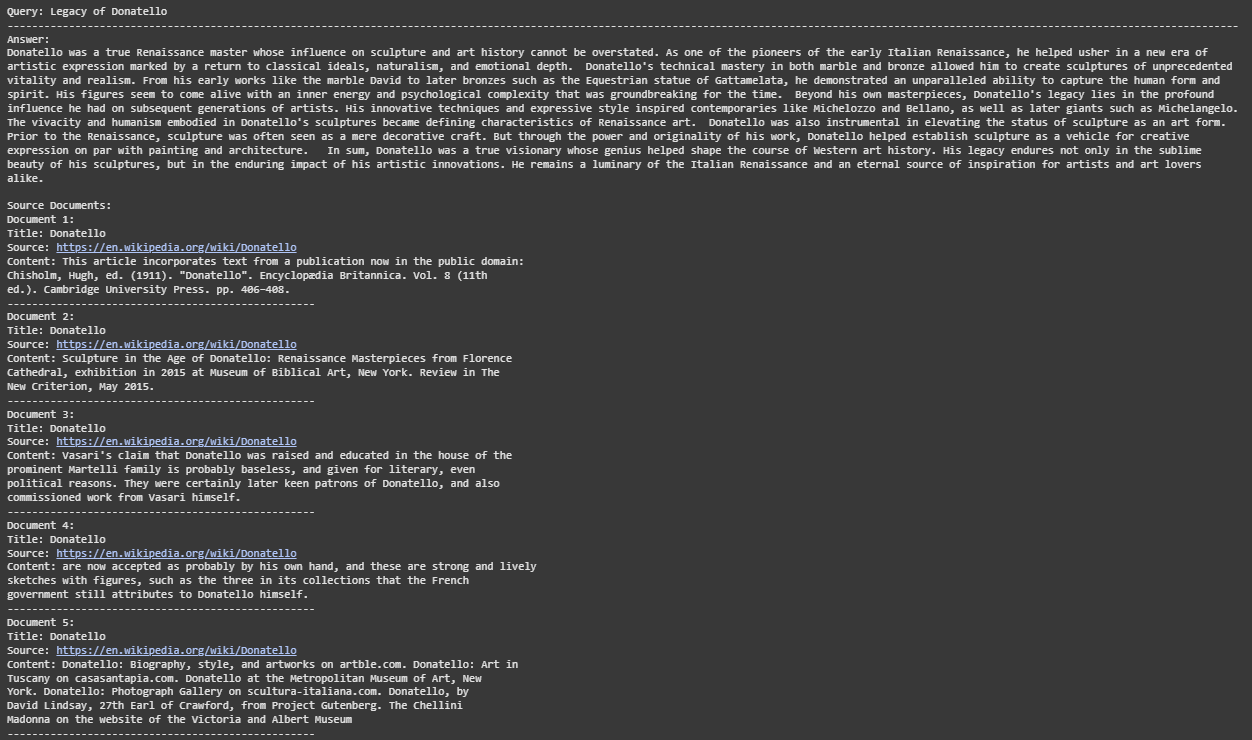 Query: Legacy of Donatello
--------------------------------------------------------------------------------------------------------------------------------------------------------------------------------------------------------
Answer:
Donatello was a true Renaissance master whose influence on sculpture and art history cannot be overstated. As one of the pioneers of the early Italian Renaissance, he helped usher in a new era of
artistic expression marked by a return to classical ideals, naturalism, and emotional depth.  Donatello's technical mastery in both marble and bronze allowed him to create sculptures of unprecedented
vitality and realism. From his early works like the marble David to later bronzes such as the Equestrian statue of Gattamelata, he demonstrated an unparalleled ability to capture the human form and
spirit. His figures seem to come alive with an inner energy and psychological complexity that was groundbreaking for the time.  Beyond his own masterpieces, Donatello's legacy lies in the profound
influence he had on subsequent generations of artists. His innovative techniques and expressive style inspired contemporaries like Michelozzo and Bellano, as well as later giants such as Michelangelo.
The vivacity and humanism embodied in Donatello's sculptures became defining characteristics of Renaissance art.  Donatello was also instrumental in elevating the status of sculpture as an art form.
Prior to the Renaissance, sculpture was often seen as a mere decorative craft. But through the power and originality of his work, Donatello helped establish sculpture as a vehicle for creative
expression on par with painting and architecture.   In sum, Donatello was a true visionary whose genius helped shape the course of Western art history. His legacy endures not only in the sublime
beauty of his sculptures, but in the enduring impact of his artistic innovations. He remains a luminary of the Italian Renaissance and an eternal source of inspiration for artists and art lovers
alike.
Source Documents:
Document 1:
Title: Donatello
Source: https://en.wikipedia.org/wiki/Donatello
Content: This article incorporates text from a publication now in the public domain:
Chisholm, Hugh, ed. (1911). "Donatello". Encyclopædia Britannica. Vol. 8 (11th
ed.). Cambridge University Press. pp. 406–408.
--------------------------------------------------
Document 2:
Title: Donatello
Source: https://en.wikipedia.org/wiki/Donatello
Content: Sculpture in the Age of Donatello: Renaissance Masterpieces from Florence
Cathedral, exhibition in 2015 at Museum of Biblical Art, New York. Review in The
New Criterion, May 2015.
--------------------------------------------------
Document 3:
Title: Donatello
Source: https://en.wikipedia.org/wiki/Donatello
Content: Vasari's claim that Donatello was raised and educated in the house of the
prominent Martelli family is probably baseless, and given for literary, even
political reasons. They were certainly later keen patrons of Donatello, and also
commissioned work from Vasari himself.
--------------------------------------------------
Document 4:
Title: Donatello
Source: https://en.wikipedia.org/wiki/Donatello
Content: are now accepted as probably by his own hand, and these are strong and lively
sketches with figures, such as the three in its collections that the French
government still attributes to Donatello himself.
--------------------------------------------------
Document 5:
Title: Donatello
Source: https://en.wikipedia.org/wiki/Donatello
Content: Donatello: Biography, style, and artworks on artble.com. Donatello: Art in
Tuscany on casasantapia.com. Donatello at the Metropolitan Museum of Art, New
York. Donatello: Photograph Gallery on scultura-italiana.com. Donatello, by
David Lindsay, 27th Earl of Crawford, from Project Gutenberg. The Chellini
Madonna on the website of the Victoria and Albert Museum
--------------------------------------------------